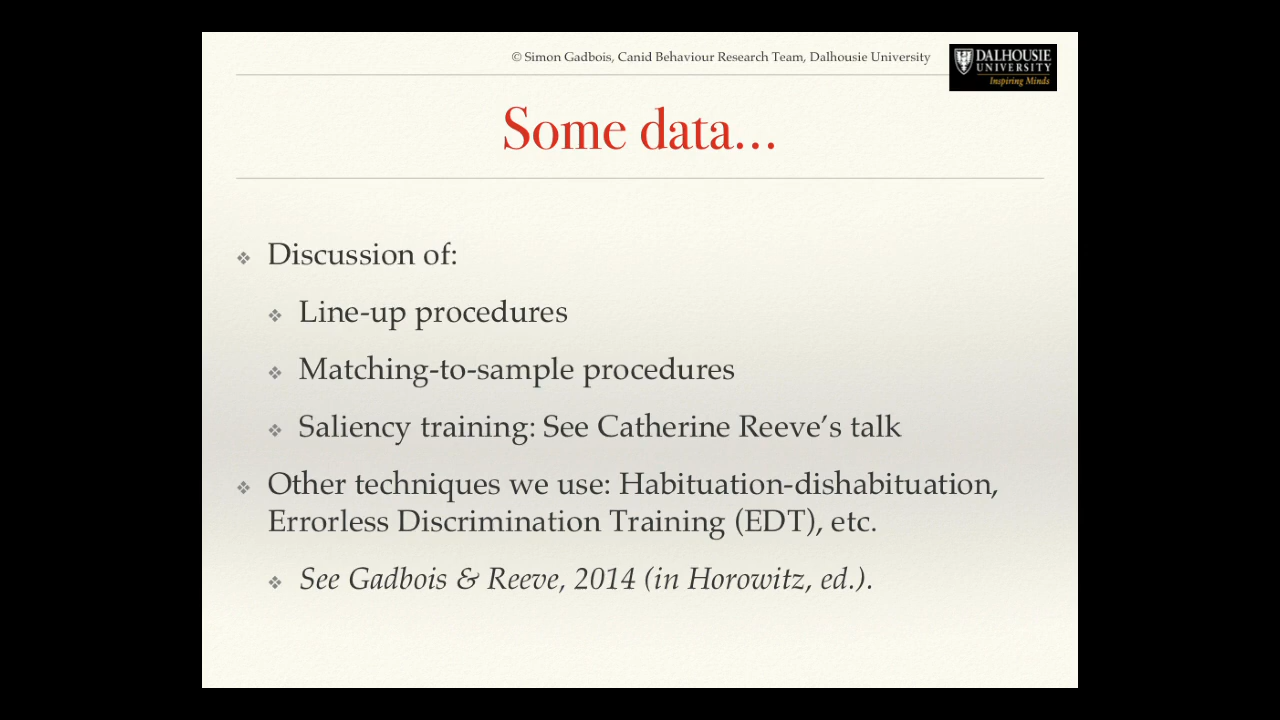 © Simon Gadbois, Canid Behaviour Research Team, Dalhousie University
DALHOUSIE
UNIVERSITY
Inspiring Minds
Some data...
❖ Discussion of:
❖ Line-up procedures
❖ Matching-to-sample procedures
❖ Saliency training: See Catherine Reeve’s talk
❖ Other techniques we use: Habituation-dishabituation,
Errorless Discrimination Training (EDT), etc.
❖ See Gadbois & Reeve, 2014 (in Horowitz, ed.).